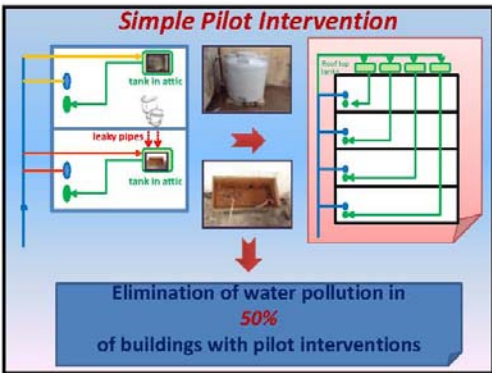 Simple Pilot Intervention
tank in attic
leaky pipes
tank in attic
Roof top
tanks
Elimination of water pollution in
50%
of buildings with pilot interventions